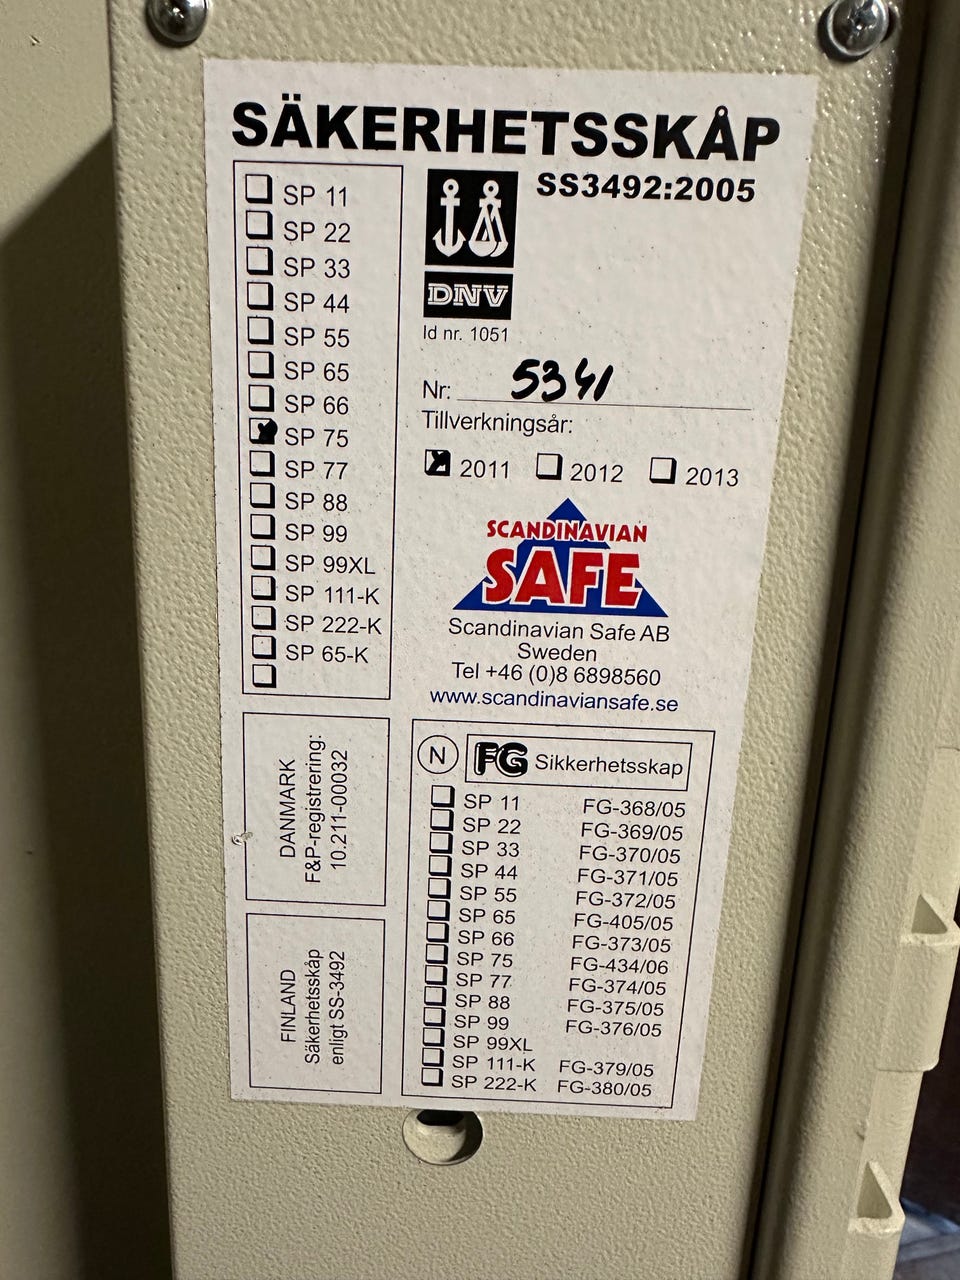 SÄKERHETSSKÅP
SS3492:2005
SP 11
SP 22
SP 33
SP 44
SP 55
SP 65
SP 66
SP 75
SP 77
SP 88
SP 99
SP 99XL
SP 111-K
SP 222-K
SP 65-K
DNV
Id nr. 1051
Nr: 5341
Tillverkningsår:
2011 2012 2013
SCANDINAVIAN
SAFE
Scandinavian Safe AB
Sweden
Tel +46 (0)8 6898560
www.scandinaviansafe.se
DANMARK
F&P-registrering:
10.211-00032
FINLAND
Säkerhetsskåp
enligt SS-3492
N FG Sikkerhetsskap
SP 11 FG-368/05
SP 22 FG-369/05
SP 33 FG-370/05
SP 44 FG-371/05
SP 55 FG-372/05
SP 65 FG-405/05
SP 66 FG-373/05
SP 75 FG-434/06
SP 77 FG-374/05
SP 88 FG-375/05
SP 99 FG-376/05
SP 99XL
SP 111-K FG-379/05
SP 222-K FG-380/05